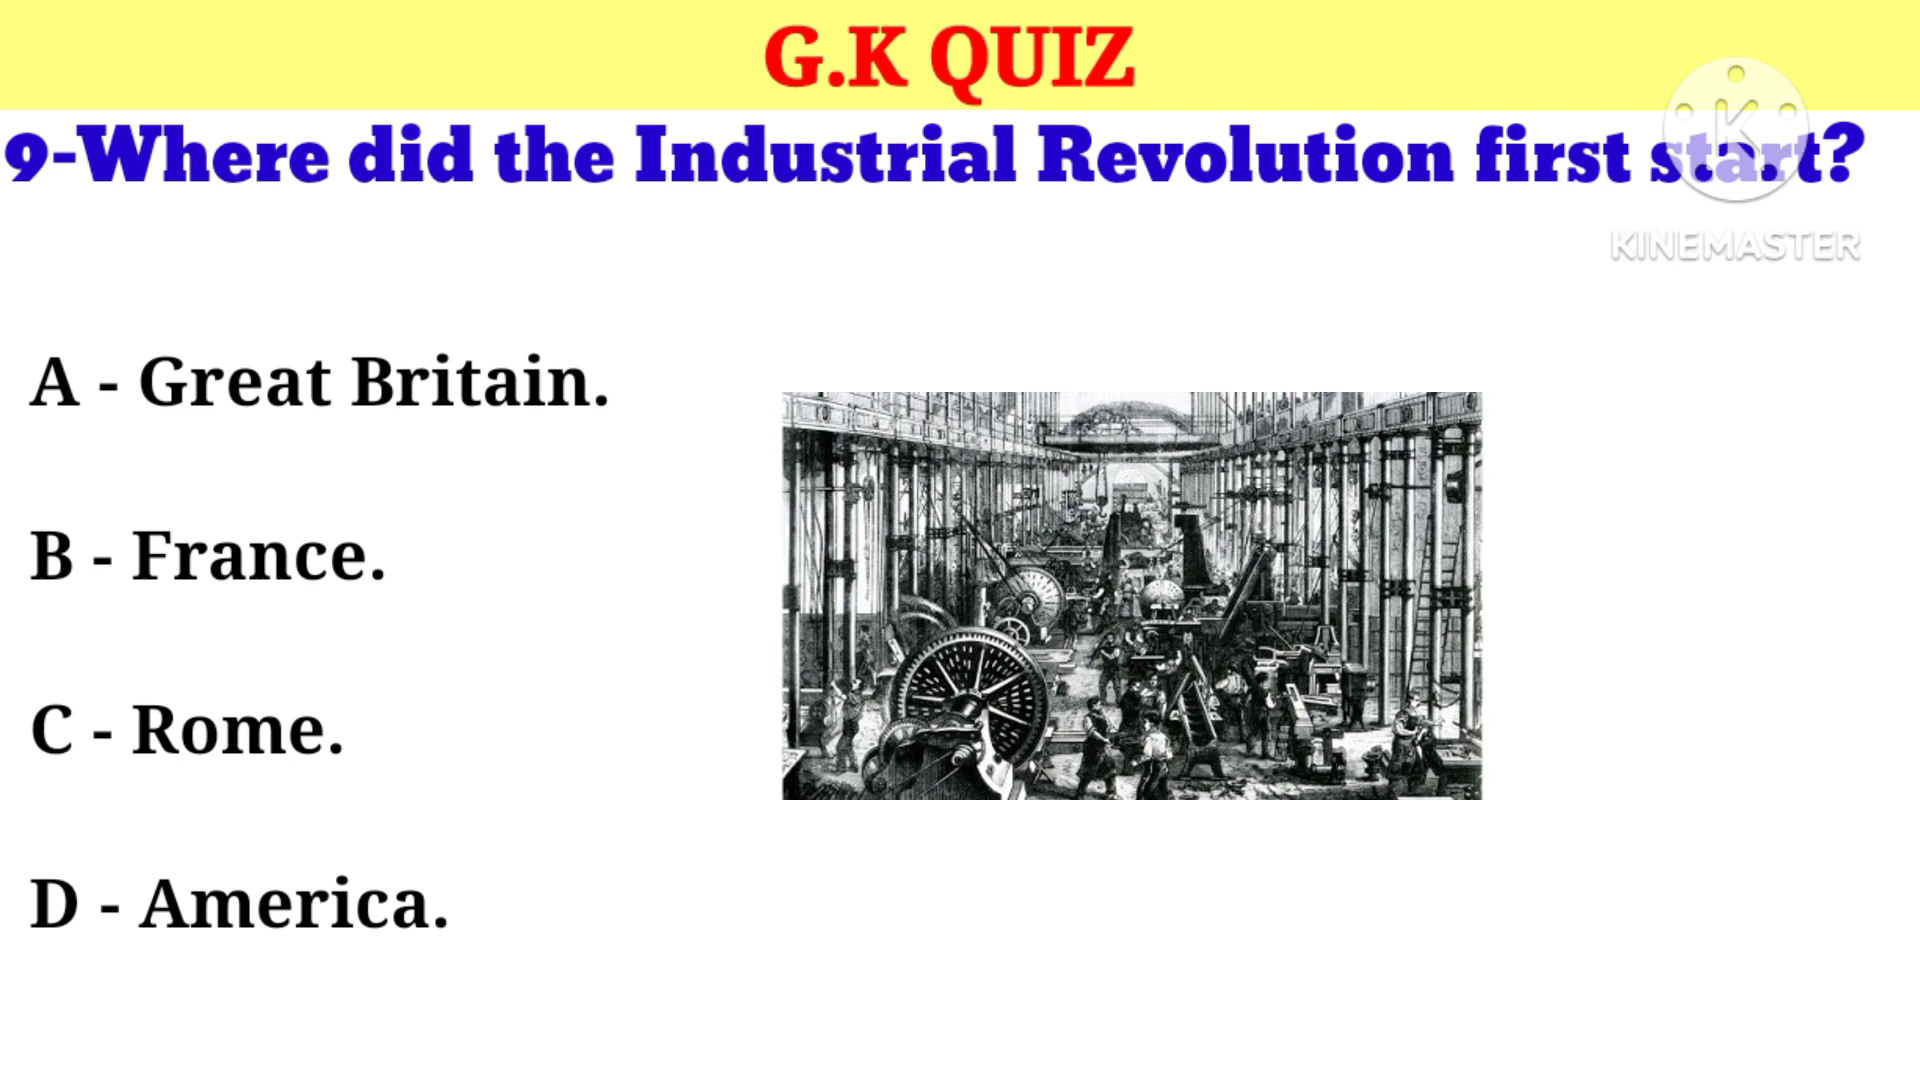 G.K QUIZ
9-Where did the Industrial Revolution first start?
K
KINEMASTER
A - Great Britain.
B - France.
C - Rome.
D - America.